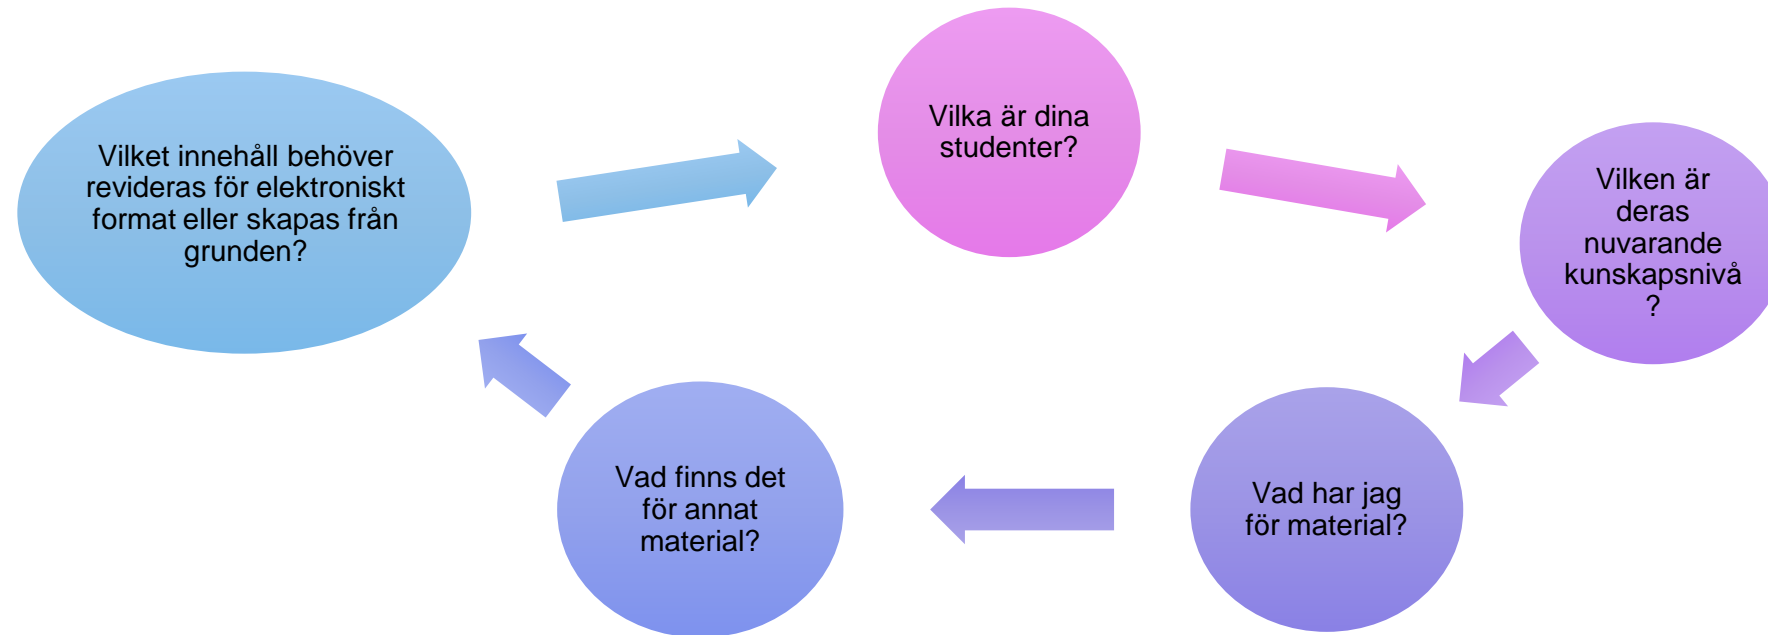 Vilka är dina
studenter?
Vilken är
deras
nuvarande
kunskapsnivå
?
Vad har jag
för material?
Vad finns det
för annat
material?
Vilket innehåll behöver
revideras för elektroniskt
format eller skapas från
grunden?